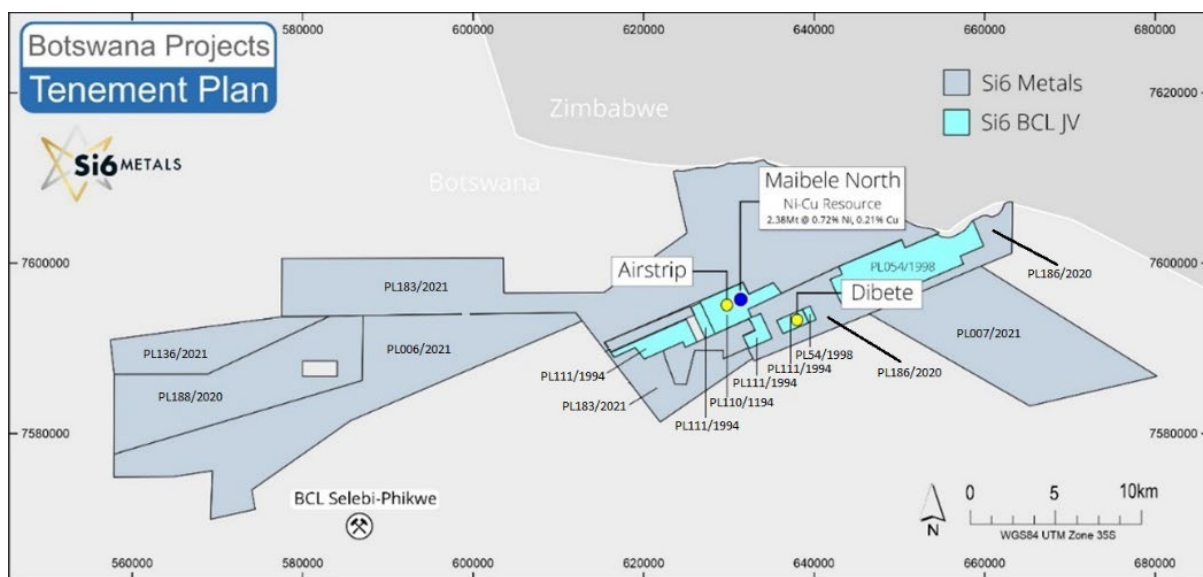 Botswana Projects
Tenement Plan
Si6 METALS
580000
600000
620000
640000
660000
680000
Si6 Metals
Si6 BCL JV
7620000
7620000
Zimbabwe
Botswana
Maibele North
Ni-Cu Resource
2.38Mt @ 0.72% Ni, 0.21% Cu
7600000
7600000
Airstrip
PL054/1998
PL186/2020
Dibete
PL183/2021
PL136/2021
PL006/2021
PL007/2021
PL188/2020
PL111/1994
PL183/2021
PL111/1994
PL110/1194
PL111/1994
PL111/1994
PL54/1998
PL186/2020
7580000
7580000
BCL Selebi-Phikwe
N
0 5 10km
WGS84 UTM Zone 35S
560000
580000
600000
620000
640000
660000
680000